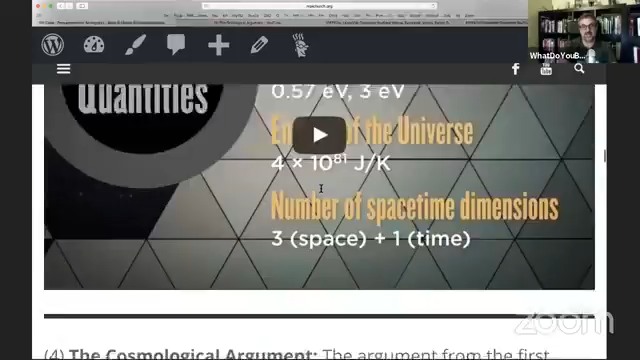 WhatDoYouB...
Quantities
0.57 eV, 3 eV
of the Universe
4 × 10⁸¹ J/K
Number of spacetime dimensions
3 (space) + 1 (time)
zoom
(4) The Cosmological Argument: The argument from the first